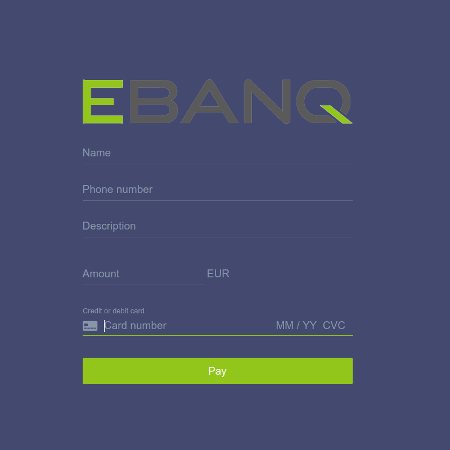 EBANQ
Name
Phone number
Description
Amount EUR
Credit or debit card
Card number MM / YY CVC
Pay